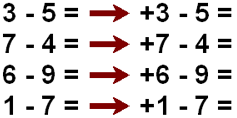 3 - 5 = +3 - 5 =
7 - 4 = +7 - 4 =
6 - 9 = +6 - 9 =
1 - 7 = +1 - 7 =